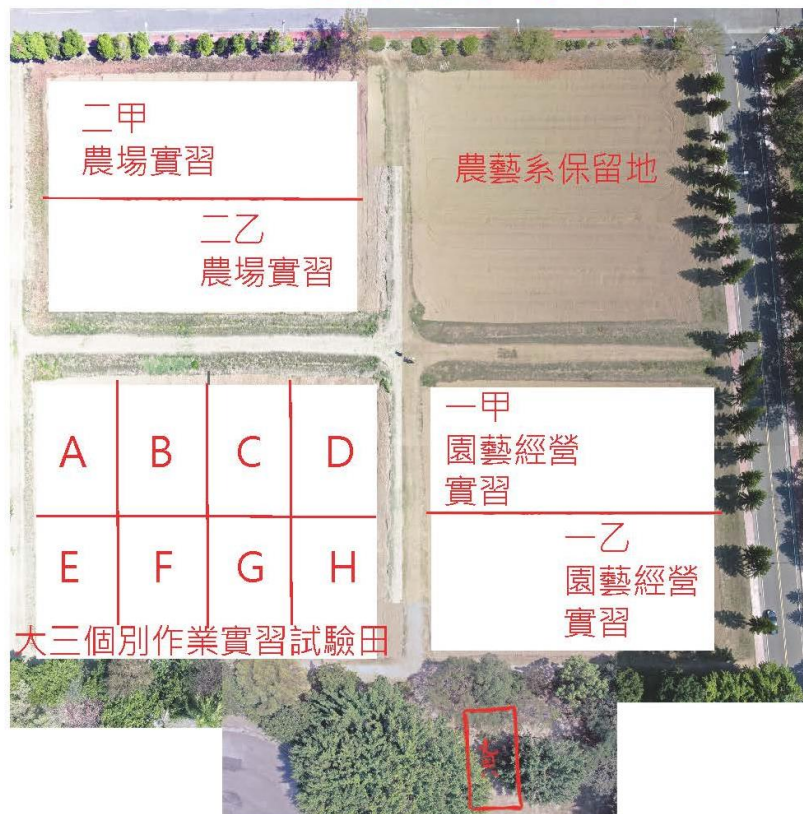 二甲
農場實習
二乙
農場實習
農藝系保留地
A B C D
E F G H
大三個別作業實習試驗田
一甲
園藝經營
實習
一乙
園藝經營
實習